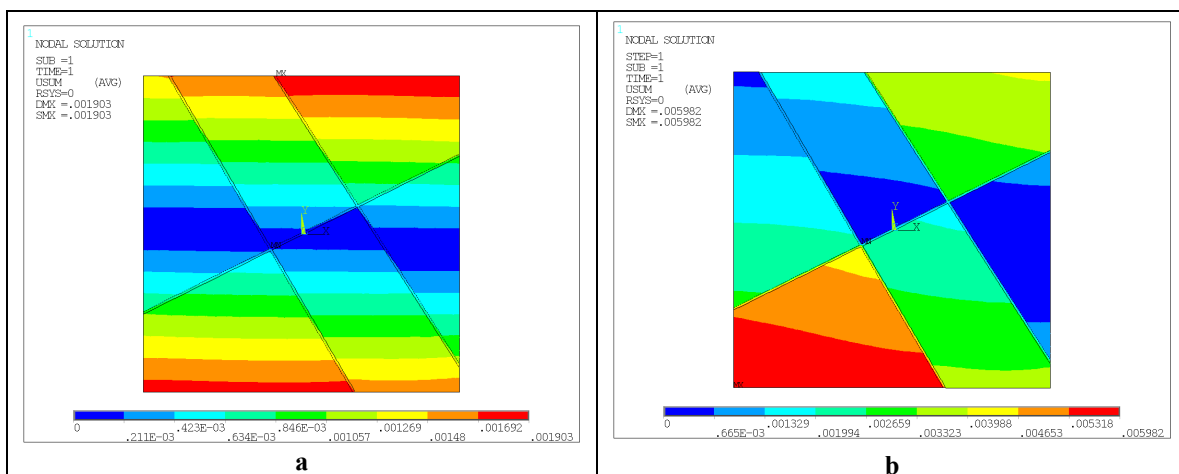 1
NODAL SOLUTION
SUB =1
TIME=1
USUM (AVG)
RSYS=0
DMX =.001903
SMX =.001903
MX
Y
X
0 .423E-03 .846E-03 .001269 .001692
.211E-03 .634E-03 .001057 .00148 .001903
a
1
NODAL SOLUTION
STEP=1
SUB =1
TIME=1
USUM (AVG)
RSYS=0
DMX =.005982
SMX =.005982
Y
X
MX
0 .001329 .002659 .003988 .005318
.665E-03 .001994 .003323 .004653 .005982
b